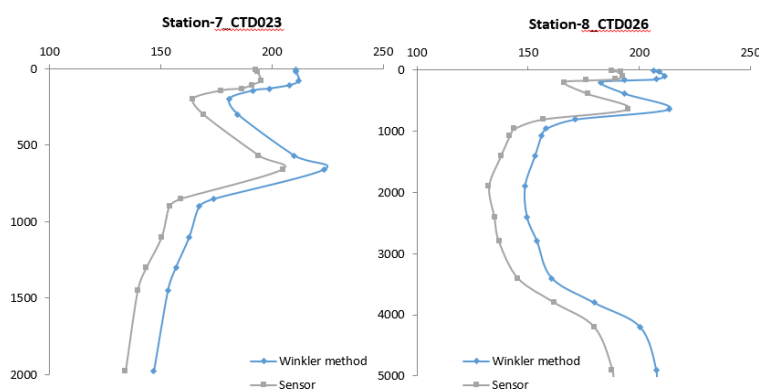 Station-7_CTD023
100 150 200 250
0
500
1000
1500
2000
Winkler method
Sensor
Station-8_CTD026
100 150 200 250
0
1000
2000
3000
4000
5000
Winkler method
Sensor